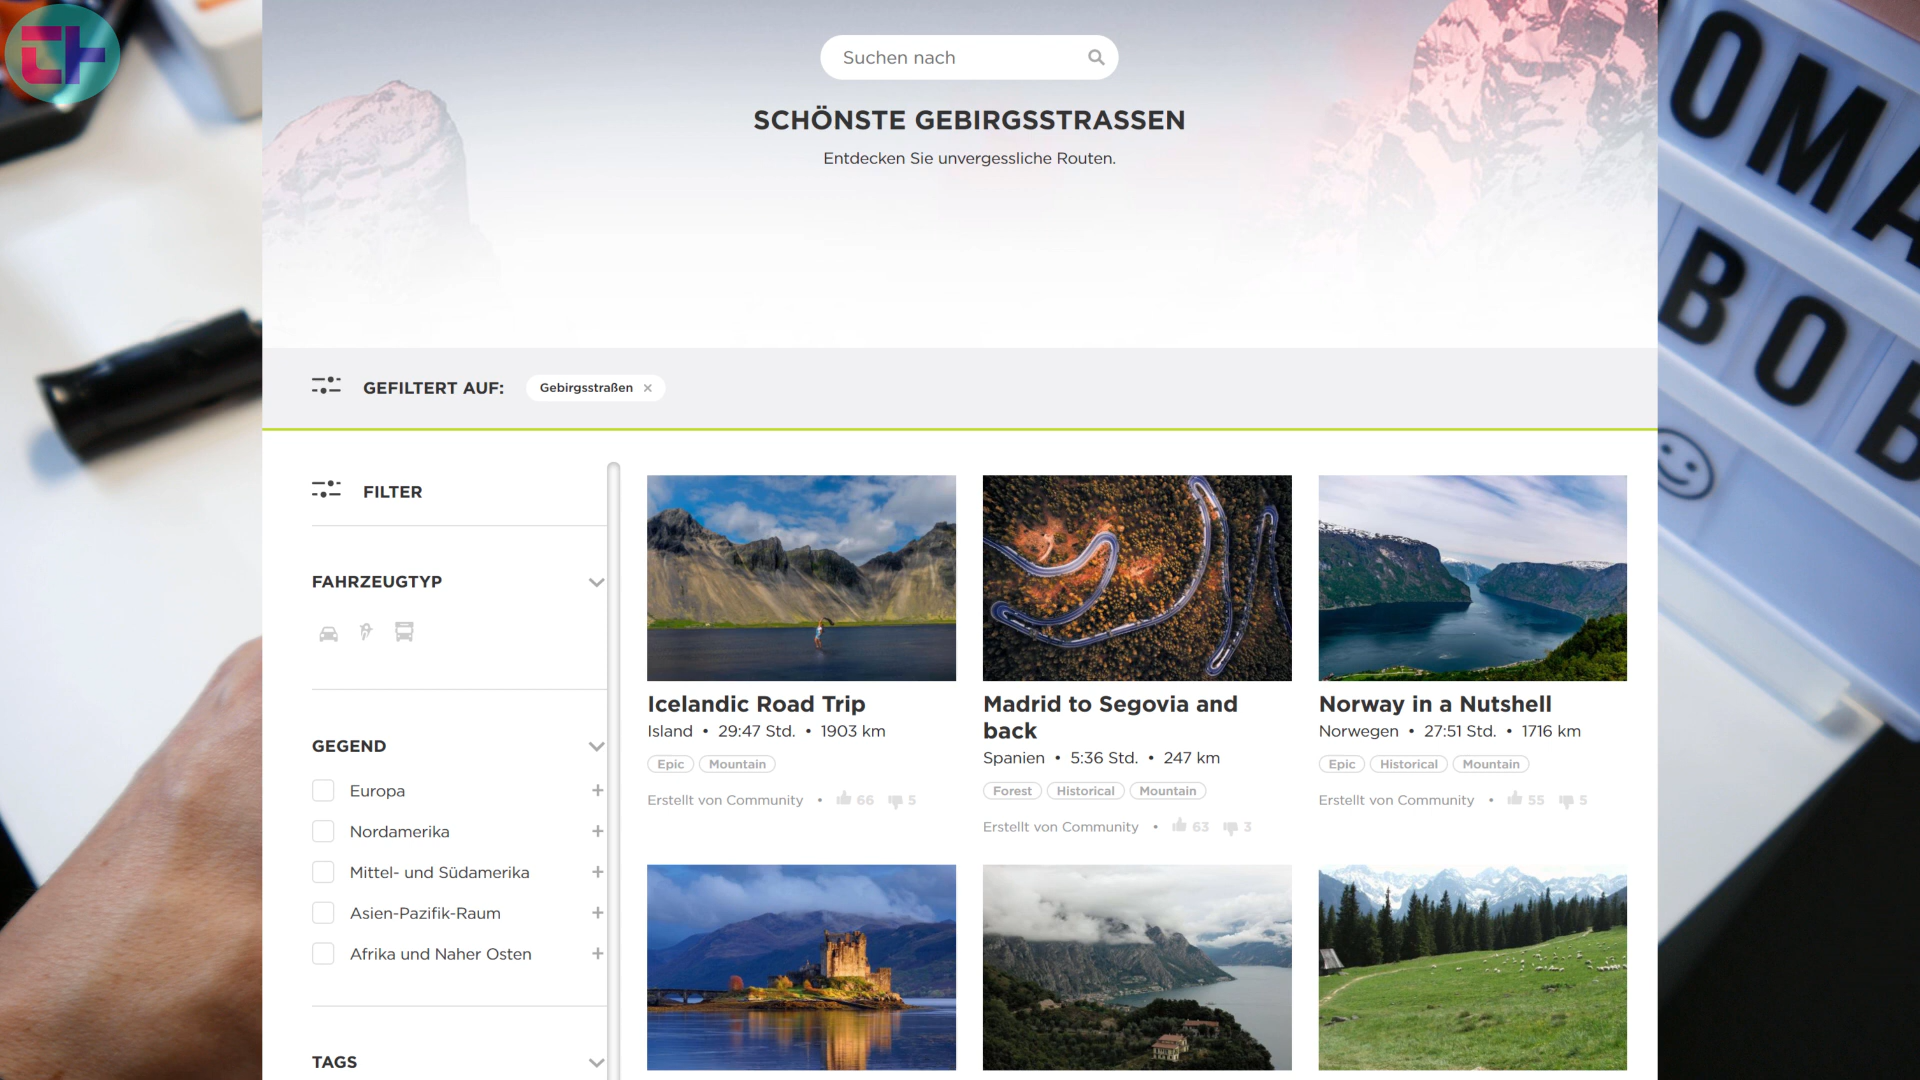 Suchen nach
SCHÖNSTE GEBIRGSSTRASSEN
Entdecken Sie unvergessliche Routen.
GEFILTERT AUF:
Gebirgsstraßen
FILTER
FAHRZEUGTYP
GEGEND
Europa
Nordamerika
Mittel- und Südamerika
Asien-Pazifik-Raum
Afrika und Naher Osten
TAGS
Icelandic Road Trip
Island • 29:47 Std. • 1903 km
Epic Mountain
Erstellt von Community • 66 5
Madrid to Segovia and
back
Spanien • 5:36 Std. • 247 km
Forest Historical Mountain
Erstellt von Community • 63 3
Norway in a Nutshell
Norwegen • 27:51 Std. • 1716 km
Epic Historical Mountain
Erstellt von Community • 55 5
OMA
BOB